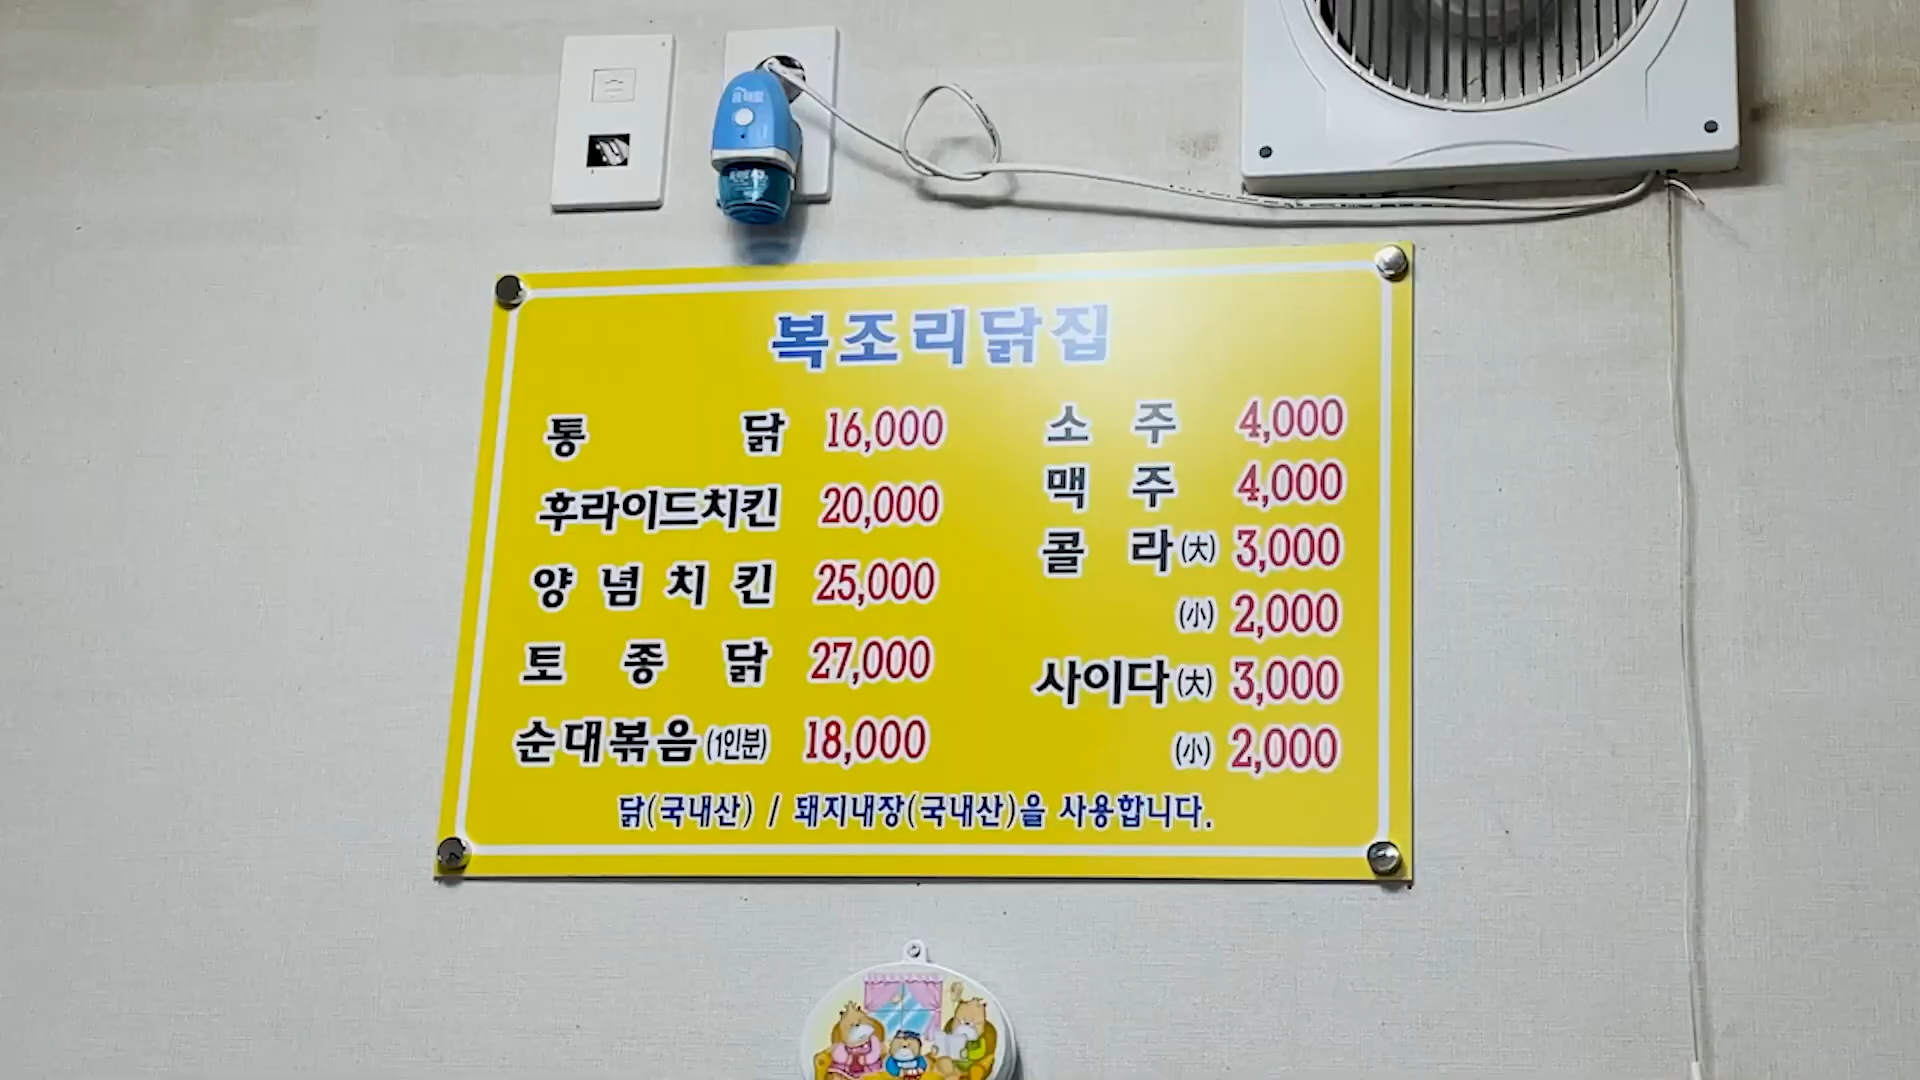 복조리닭집
통 닭 16,000
후라이드치킨 20,000
양념치킨 25,000
토종닭 27,000
순대볶음(1인분) 18,000
소주 4,000
맥주 4,000
콜라(大) 3,000
(小) 2,000
사이다(大) 3,000
(小) 2,000
닭(국내산) / 돼지내장(국내산)을 사용합니다.